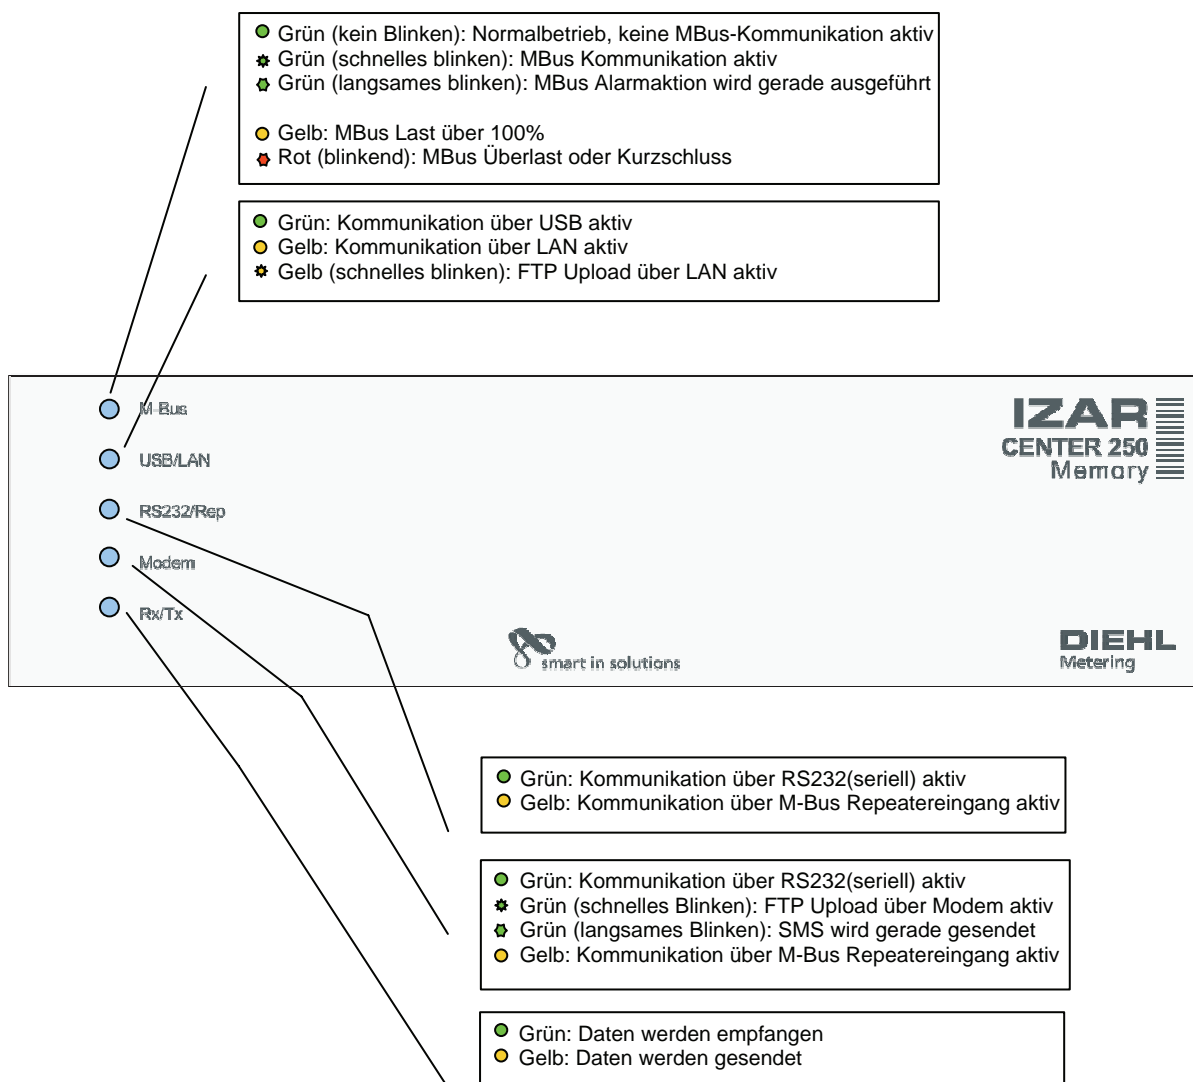 Grün (kein Blinken): Normalbetrieb, keine MBus-Kommunikation aktiv
Grün (schnelles blinken): MBus Kommunikation aktiv
Grün (langsames blinken): MBus Alarmaktion wird gerade ausgeführt
Gelb: MBus Last über 100%
Rot (blinkend): MBus Überlast oder Kurzschluss
Grün: Kommunikation über USB aktiv
Gelb: Kommunikation über LAN aktiv
Gelb (schnelles blinken): FTP Upload über LAN aktiv
M-Bus
USB/LAN
RS232/Rep
Modem
Rx/Tx
IZAR
CENTER 250
Memory
smart in solutions
DIEHL
Metering
Grün: Kommunikation über RS232(seriell) aktiv
Gelb: Kommunikation über M-Bus Repeatereingang aktiv
Grün: Kommunikation über RS232(seriell) aktiv
Grün (schnelles Blinken): FTP Upload über Modem aktiv
Grün (langsames Blinken): SMS wird gerade gesendet
Gelb: Kommunikation über M-Bus Repeatereingang aktiv
Grün: Daten werden empfangen
Gelb: Daten werden gesendet